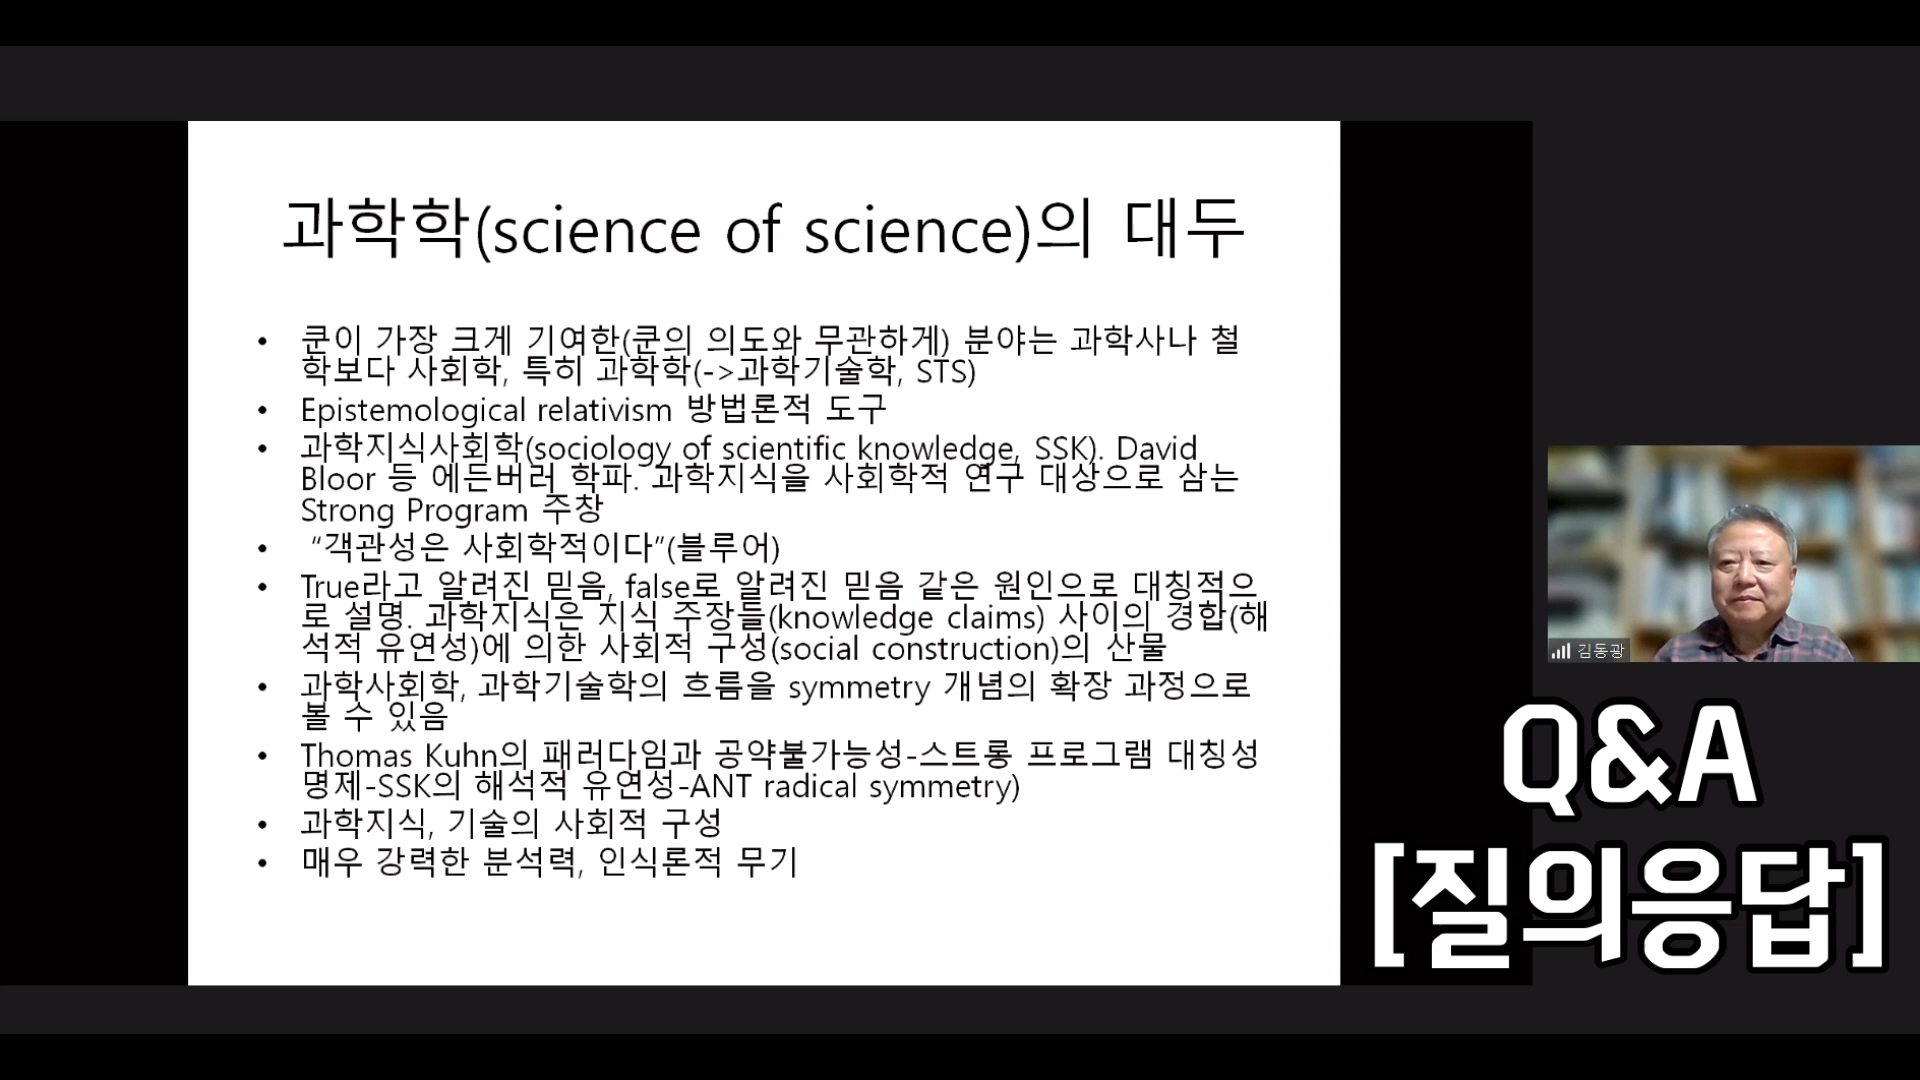 과학학(science of science)의 대두
• 쿤이 가장 크게 기여한(쿤의 의도와 무관하게) 분야는 과학사나 철
학보다 사회학, 특히 과학학(->과학기술학, STS)
• Epistemological relativism 방법론적 도구
• 과학지식사회학(sociology of scientific knowledge, SSK). David
Bloor 등 에든버러 학파. 과학지식을 사회학적 연구 대상으로 삼는
Strong Program 주창
• “객관성은 사회학적이다”(블루어)
• True라고 알려진 믿음, false로 알려진 믿음 같은 원인으로 대칭적으
로 설명. 과학지식은 지식 주장들(knowledge claims) 사이의 경합(해
석적 유연성)에 의한 사회적 구성(social construction)의 산물
• 과학사회학, 과학기술학의 흐름을 symmetry 개념의 확장 과정으로
볼 수 있음
• Thomas Kuhn의 패러다임과 공약불가능성-스트롱 프로그램 대칭성
명제-SSK의 해석적 유연성-ANT radical symmetry)
• 과학지식, 기술의 사회적 구성
• 매우 강력한 분석력, 인식론적 무기
김동광
Q&A
[질의응답]